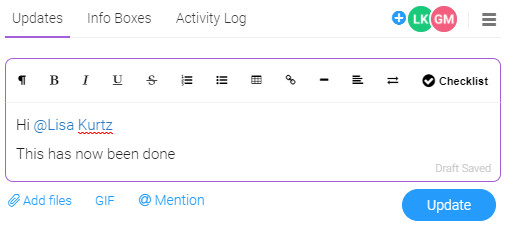 Updates Info Boxes Activity Log LK GM
¶ B I U S Checklist
Hi @Lisa Kurtz
This has now been done
Draft Saved
Add files GIF @ Mention Update